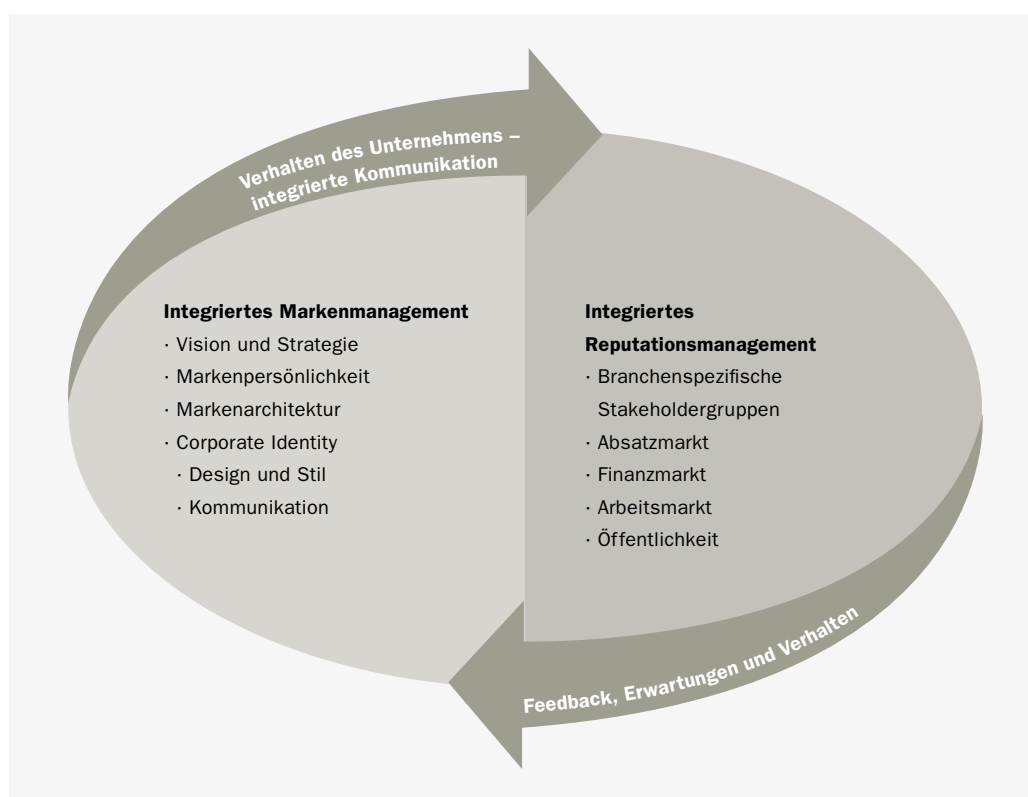 Verhalten des Unternehmens –
integrierte Kommunikation
Integriertes Markenmanagement
· Vision und Strategie
· Markenpersönlichkeit
· Markenarchitektur
· Corporate Identity
· Design und Stil
· Kommunikation
Integriertes
Reputationsmanagement
· Branchenspezifische
Stakeholdergruppen
· Absatzmarkt
· Finanzmarkt
· Arbeitsmarkt
· Öffentlichkeit
Feedback, Erwartungen und Verhalten